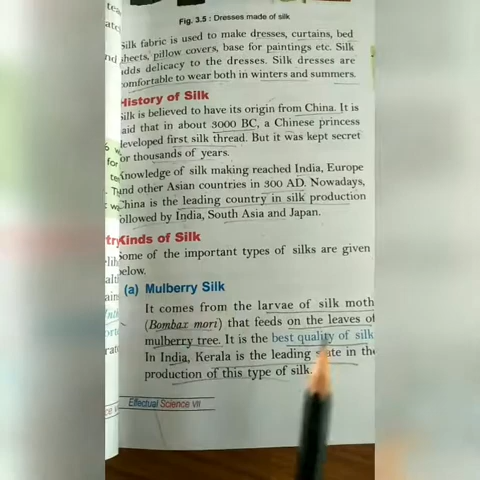 Fig. 3.5 : Dresses made of silk
Silk fabric is used to make dresses, curtains, bed
sheets, pillow covers, base for paintings etc. Silk
adds delicacy to the dresses. Silk dresses are
comfortable to wear both in winters and summers.
History of Silk
Silk is believed to have its origin from China. It is
said that in about 3000 BC, a Chinese princess
developed first silk thread. But it was kept secret
for thousands of years.
Knowledge of silk making reached India, Europe
and other Asian countries in 300 AD. Nowadays,
China is the leading country in silk production
followed by India, South Asia and Japan.
Kinds of Silk
Some of the important types of silks are given
below.
(a) Mulberry Silk
It comes from the larvae of silk moth
(Bombax mori) that feeds on the leaves of
mulberry tree. It is the best quality of silk
In India, Kerala is the leading state in the
production of this type of silk.
Effectual Science VII